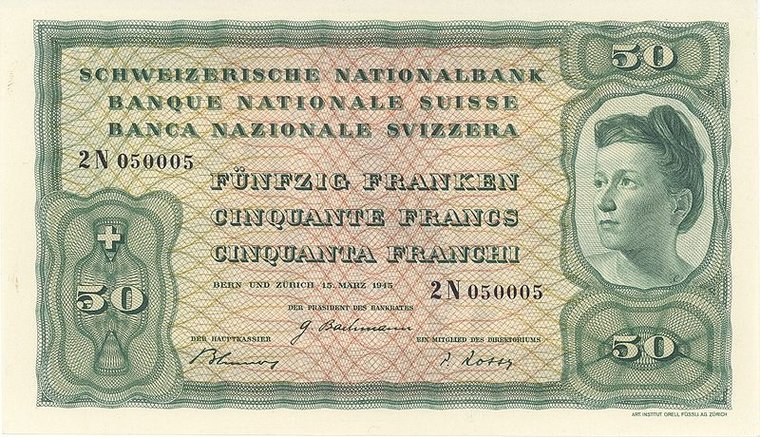 50
SCHWEIZERISCHE NATIONALBANK
BANQUE NATIONALE SUISSE
BANCA NAZIONALE SVIZZERA
2N 050005
FÜNFZIG FRANKEN
CINQUANTE FRANCS
CINQUANTA FRANCHI
BERN UND ZÜRICH 15. MÄRZ 1945
2N 050005
50
DER PRÄSIDENT DES BANKRATES
G. Bachmann
DER HAUPTKASSIER
EIN MITGLIED DES DIREKTORIUMS
Rossy
50
ART. INSTITUT ORELL FÜSSLI AG ZÜRICH